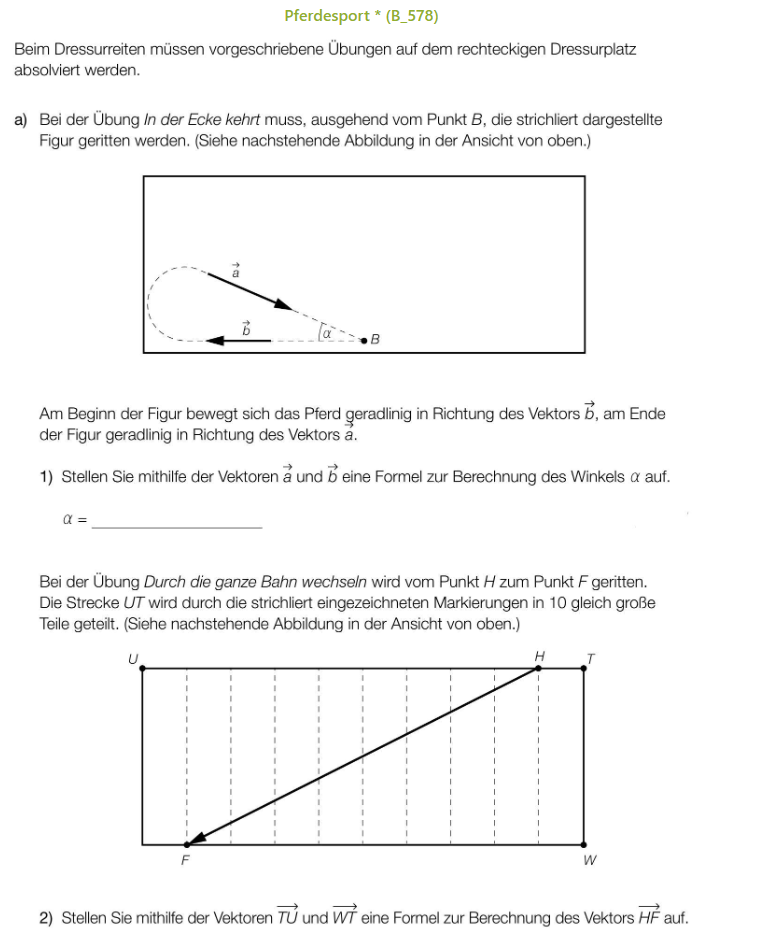 Pferdesport * (B_578)
Beim Dressurreiten müssen vorgeschriebene Übungen auf dem rechteckigen Dressurplatz
absolviert werden.
a) Bei der Übung In der Ecke kehrt muss, ausgehend vom Punkt B, die strichliert dargestellte
Figur geritten werden. (Siehe nachstehende Abbildung in der Ansicht von oben.)
a⃗
b⃗ α B
Am Beginn der Figur bewegt sich das Pferd geradlinig in Richtung des Vektors b⃗, am Ende
der Figur geradlinig in Richtung des Vektors a⃗.
1) Stellen Sie mithilfe der Vektoren a⃗ und b⃗ eine Formel zur Berechnung des Winkels α auf.
α = ____________________
Bei der Übung Durch die ganze Bahn wechseln wird vom Punkt H zum Punkt F geritten.
Die Strecke UT wird durch die strichliert eingezeichneten Markierungen in 10 gleich große
Teile geteilt. (Siehe nachstehende Abbildung in der Ansicht von oben.)
U H T
F W
2) Stellen Sie mithilfe der Vektoren T͞U⃗ und W͞T⃗ eine Formel zur Berechnung des Vektors H͞F⃗ auf.